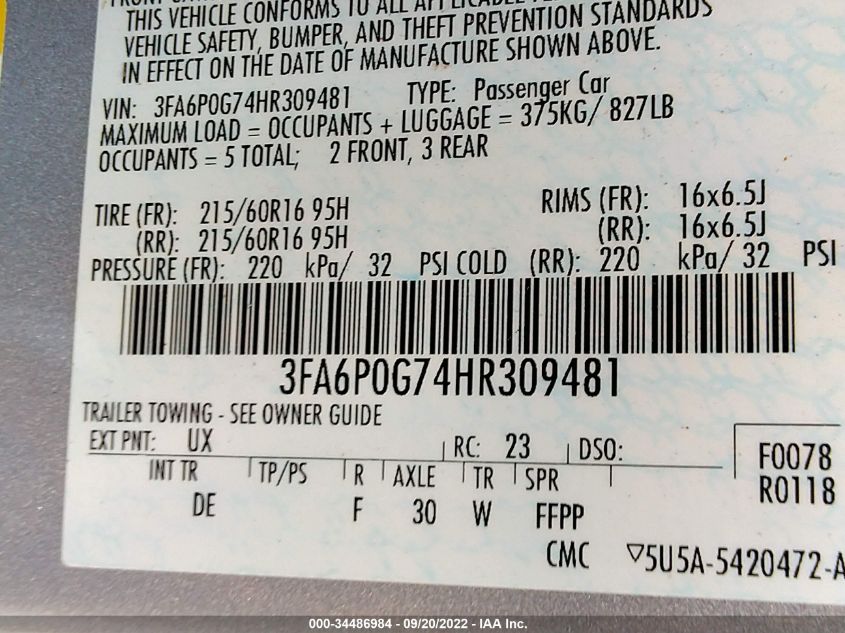 THIS VEHICLE CONFORMS TO ALL APPLICABLE
VEHICLE SAFETY, BUMPER, AND THEFT PREVENTION STANDARDS
IN EFFECT ON THE DATE OF MANUFACTURE SHOWN ABOVE.
VIN: 3FA6P0G74HR309481 TYPE: Passenger Car
MAXIMUM LOAD = OCCUPANTS + LUGGAGE = 375KG/ 827LB
OCCUPANTS = 5 TOTAL; 2 FRONT, 3 REAR
TIRE (FR): 215/60R16 95H RIMS (FR): 16x6.5J
(RR): 215/60R16 95H (RR): 16x6.5J
PRESSURE (FR): 220 kPa/ 32 PSI COLD (RR): 220 kPa/ 32 PSI
3FA6P0G74HR309481
TRAILER TOWING - SEE OWNER GUIDE
EXT PNT: UX RC: 23 DSO:
INT TR TP/PS R AXLE TR SPR
DE F 30 W FFPP
F0078
R0118
CMC ▽5U5A-5420472-A
000-34486984 - 09/20/2022 - IAA Inc.